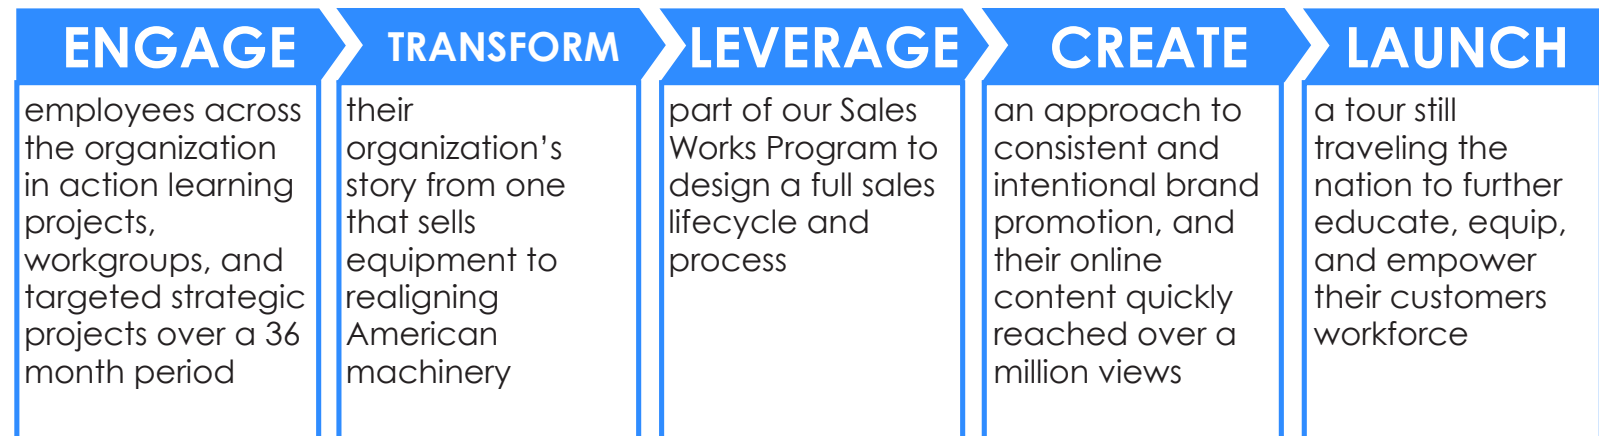 ENGAGE
employees across
the organization
in action learning
projects,
workgroups, and
targeted strategic
projects over a 36
month period
TRANSFORM
their
organization’s
story from one
that sells
equipment to
realigning
American
machinery
LEVERAGE
part of our Sales
Works Program to
design a full sales
lifecycle and
process
CREATE
an approach to
consistent and
intentional brand
promotion, and
their online
content quickly
reached over a
million views
LAUNCH
a tour still
traveling the
nation to further
educate, equip,
and empower
their customers
workforce